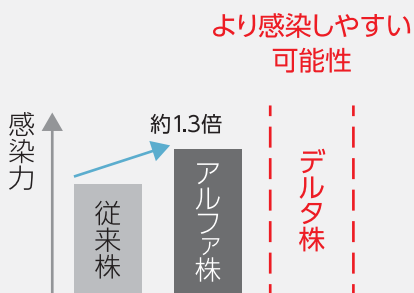 より感染しやすい
可能性
約1.3倍
感染力
従来株
アルファ株
デルタ株